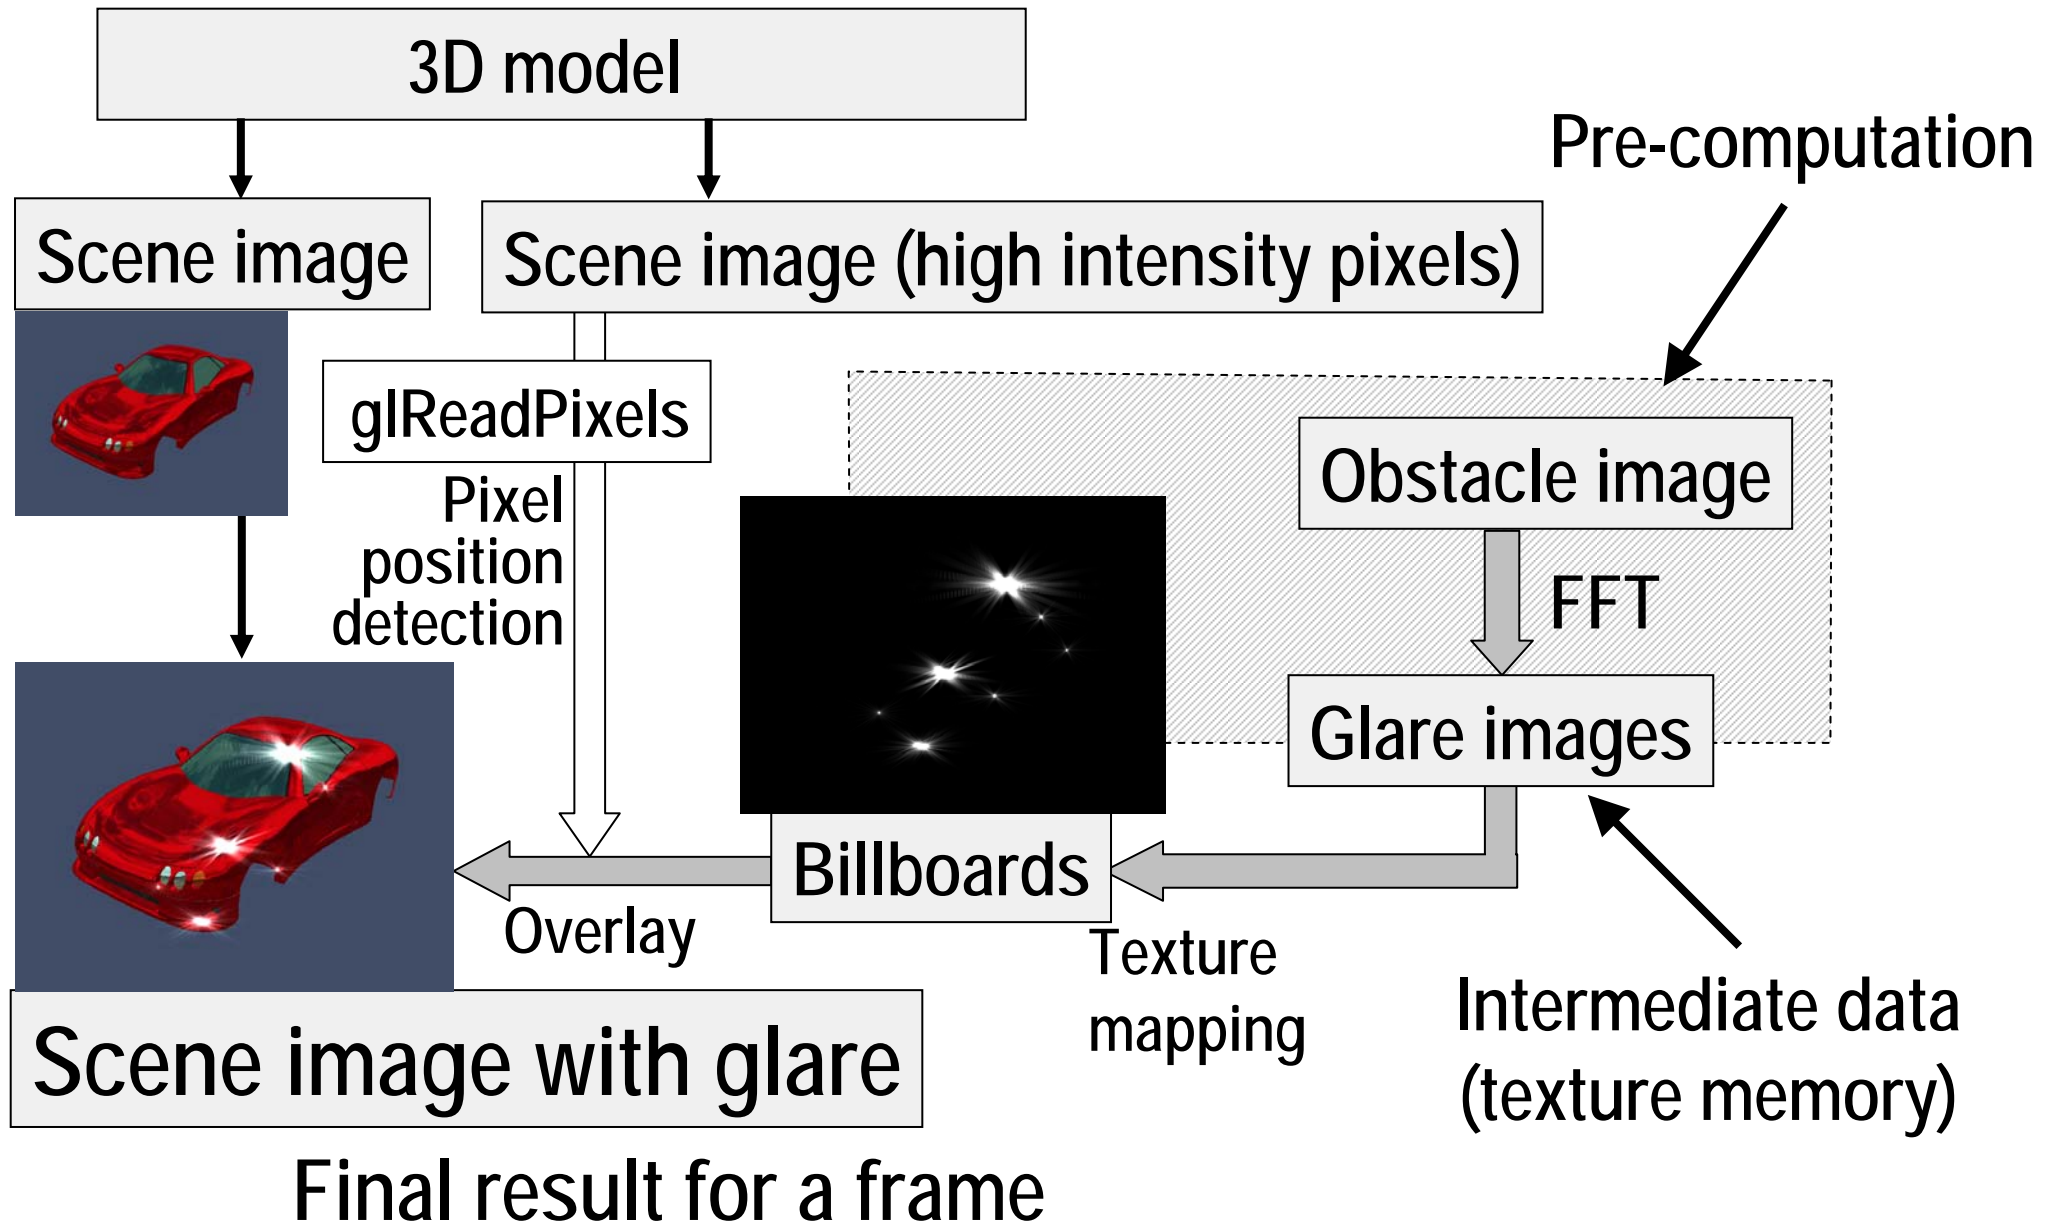 3D model
Pre-computation
Scene image
Scene image (high intensity pixels)
glReadPixels
Pixel
position
detection
Obstacle image
FFT
Glare images
Billboards
Overlay
Texture
mapping
Intermediate data
(texture memory)
Scene image with glare
Final result for a frame